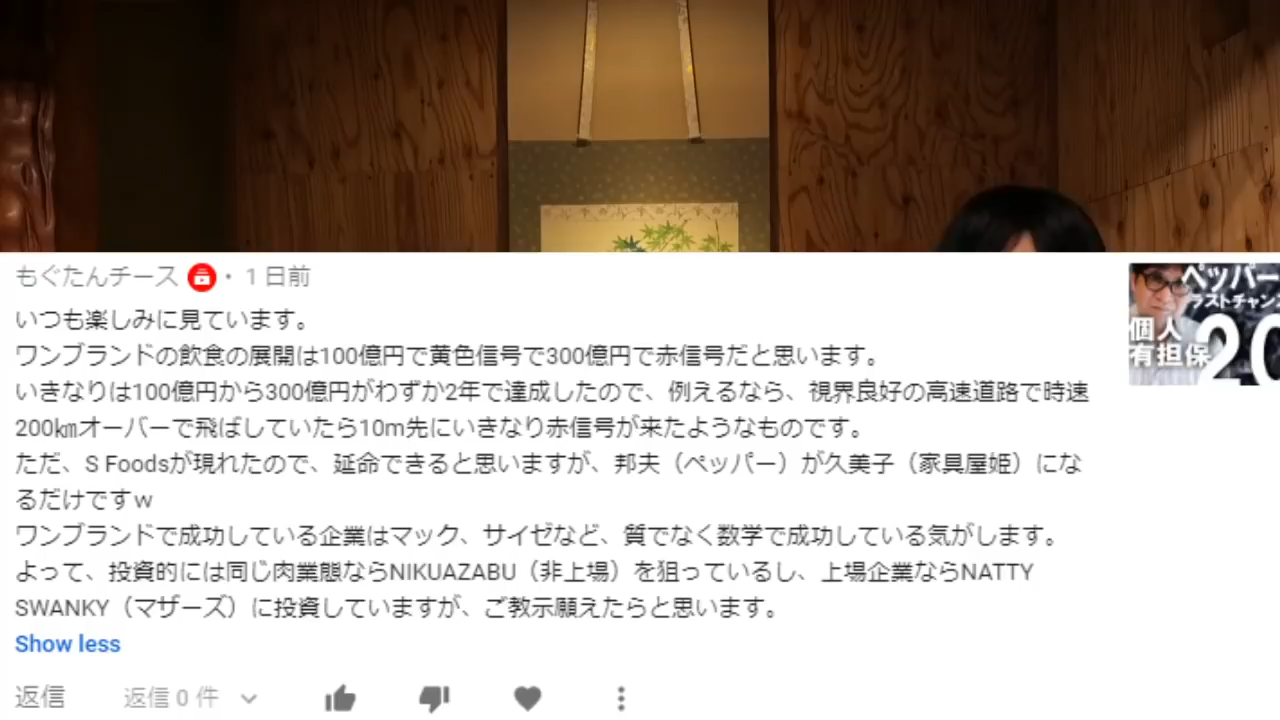 もぐたんチース ・ 1 日前
いつも楽しみに見ています。
ワンブランドの飲食の展開は100億円で黄色信号で300億円で赤信号だと思います。
いきなりは100億円から300億円がわずか2年で達成したので、例えるなら、視界良好の高速道路で時速
200㎞オーバーで飛ばしていたら10m先にいきなり赤信号が来たようなものです。
ただ、S Foodsが現れたので、延命できると思いますが、邦夫（ペッパー）が久美子（家具屋姫）にな
るだけですｗ
ワンブランドで成功している企業はマック、サイゼなど、質でなく数学で成功している気がします。
よって、投資的には同じ肉業態ならNIKUAZABU（非上場）を狙っているし、上場企業ならNATTY
SWANKY（マザーズ）に投資していますが、ご教示願えたらと思います。
Show less
返信 返信 0 件
ペッパー
ラストチャン
個人
有担保
20